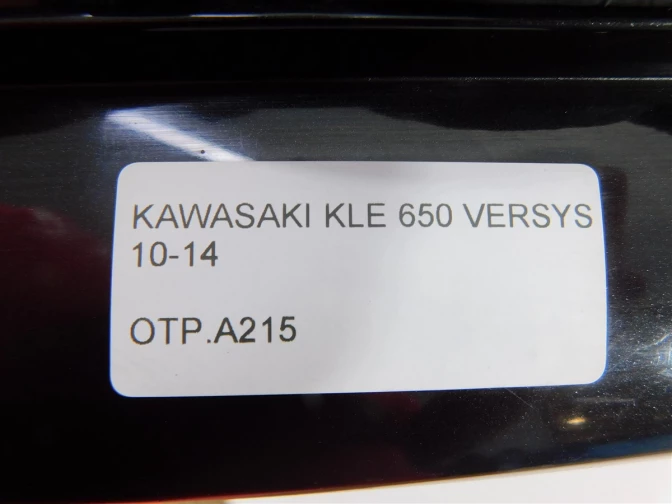 KAWASAKI KLE 650 VERSYS
10-14
OTP.A215